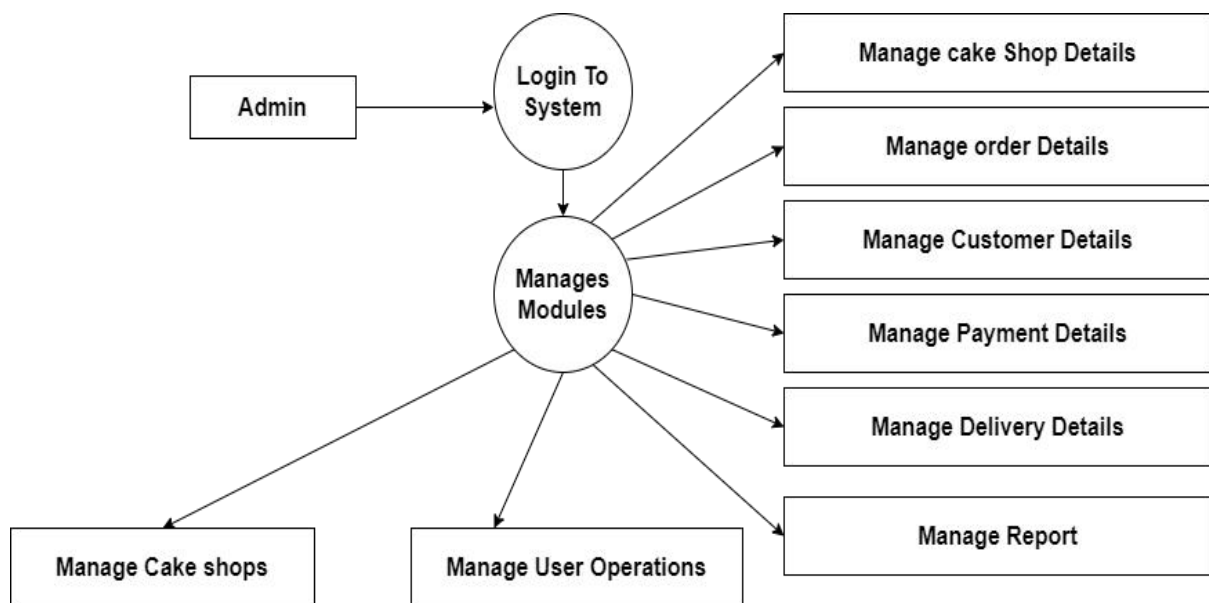 Manage cake Shop Details
Login To
System
Admin
Manage order Details
Manage Customer Details
Manages
Modules
Manage Payment Details
Manage Delivery Details
Manage Report
Manage Cake shops
Manage User Operations